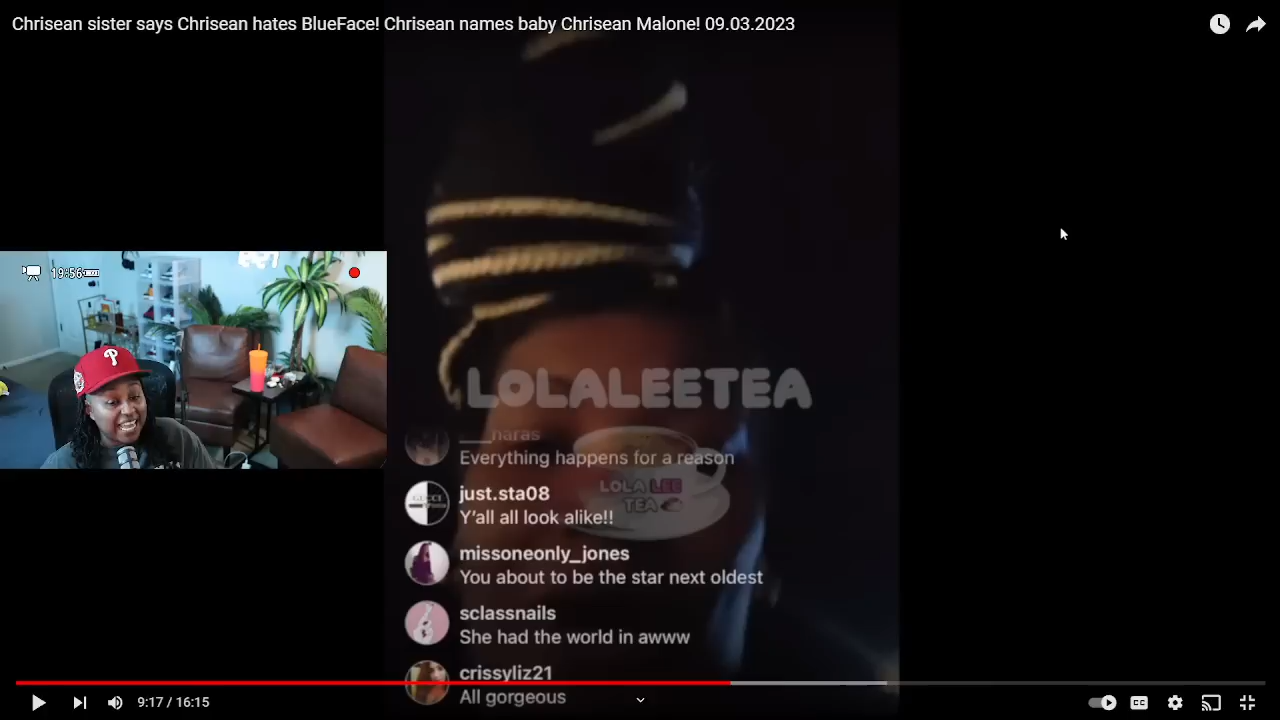 Chrisean sister says Chrisean hates BlueFace! Chrisean names baby Chrisean Malone! 09.03.2023
19:56
P
LOLALEETEA
___naras
Everything happens for a reason
LOLA LEE
TEA
just.sta08
Y'all all look alike!!
missoneonly_jones
You about to be the star next oldest
sclassnails
She had the world in awww
crissyliz21
All gorgeous
9:17 / 16:15
CC